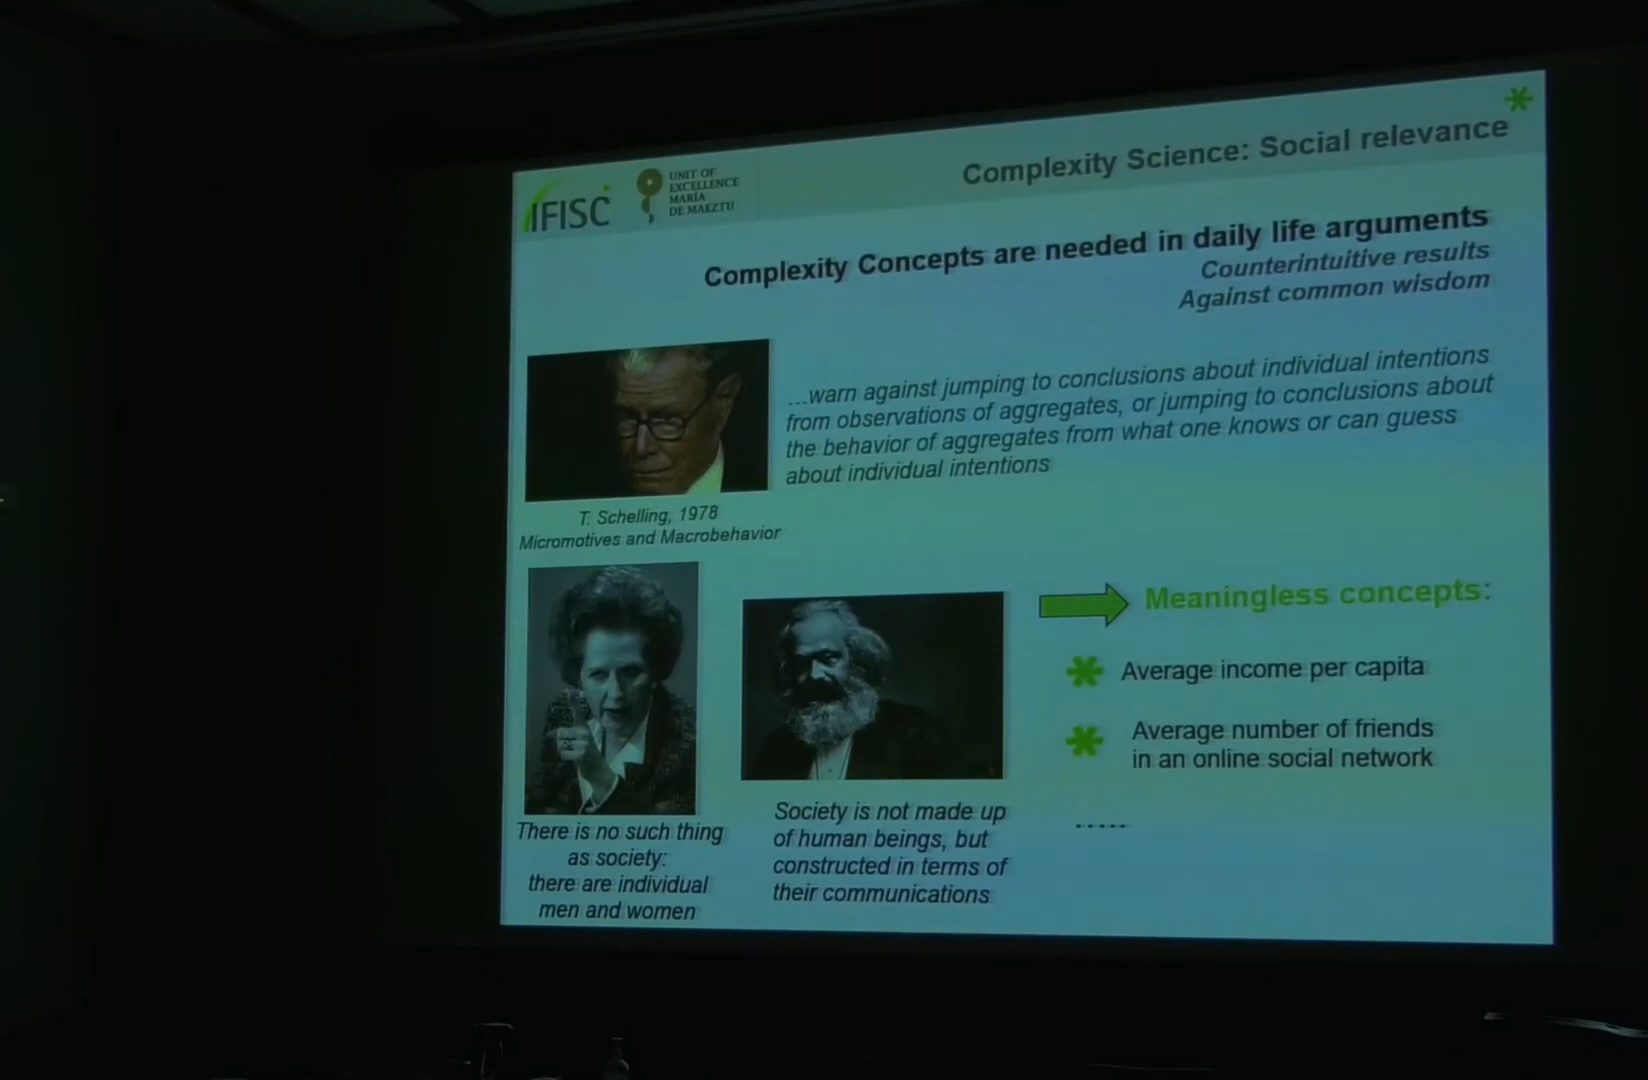 Complexity Science: Social relevance
IFISC
UNIT OF
EXCELLENCE
MARÍA
DE MAEZTU
Complexity Concepts are needed in daily life arguments
Counterintuitive results
Against common wisdom
...warn against jumping to conclusions about individual intentions
from observations of aggregates, or jumping to conclusions about
the behavior of aggregates from what one knows or can guess
about individual intentions
T. Schelling, 1978
Micromotives and Macrobehavior
There is no such thing
as society:
there are individual
men and women
Society is not made up
of human beings, but
constructed in terms of
their communications
Meaningless concepts:
Average income per capita
Average number of friends
in an online social network
.....